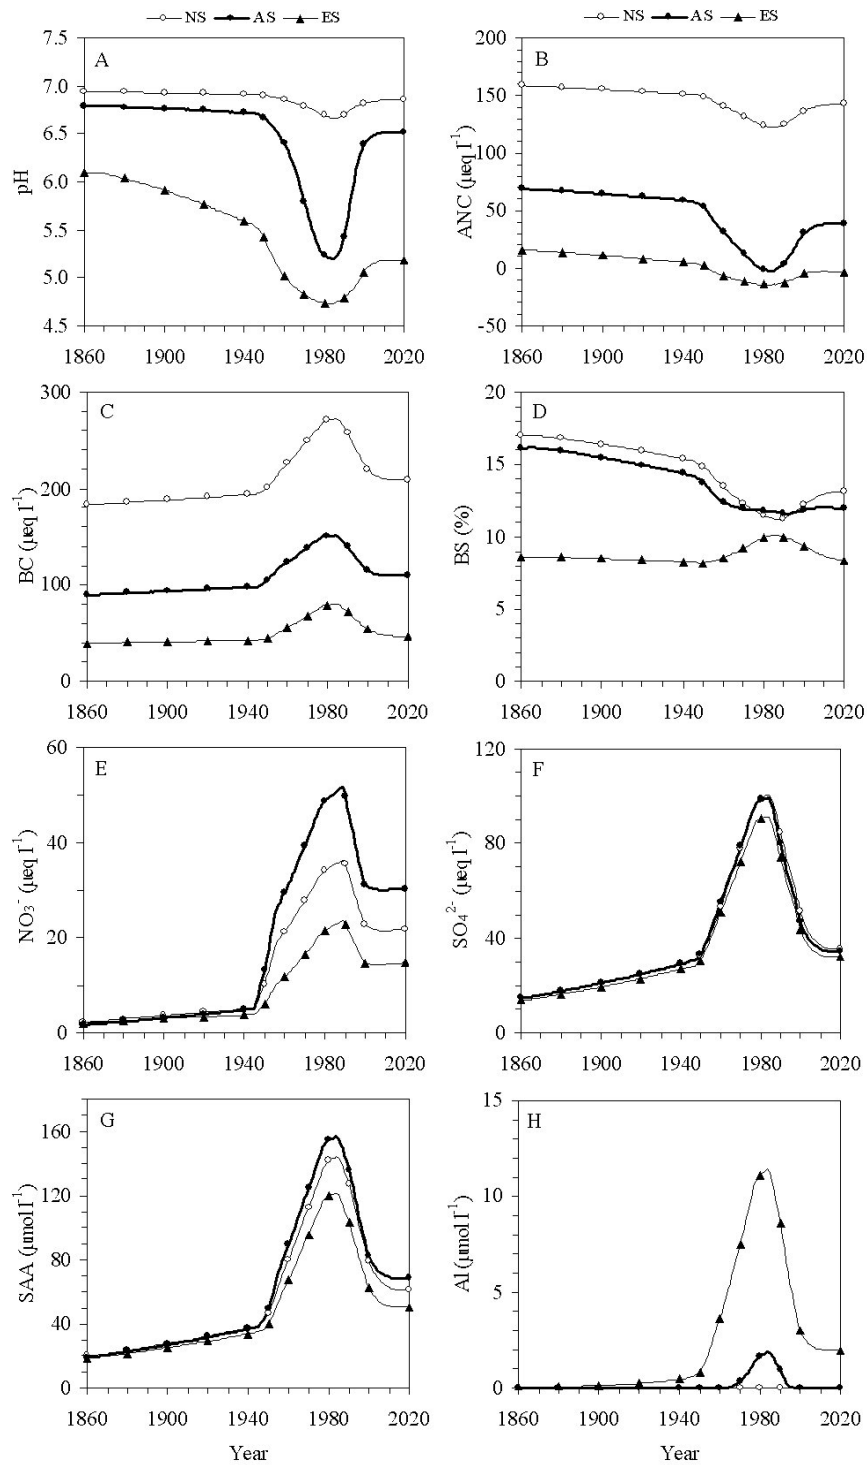 NS AS ES
NS AS ES
A
7.5
7.0
6.5
6.0
5.5
5.0
4.5
pH
1860 1900 1940 1980 2020
B
200
150
100
50
0
-50
ANC (μeq l⁻¹)
1860 1900 1940 1980 2020
C
300
200
100
0
BC (μeq l⁻¹)
1860 1900 1940 1980 2020
D
20
15
10
5
0
BS (%)
1860 1900 1940 1980 2020
E
60
40
20
0
NO₃⁻ (μeq l⁻¹)
1860 1900 1940 1980 2020
F
120
80
40
0
SO₄²⁻ (μeq l⁻¹)
1860 1900 1940 1980 2020
G
160
120
80
40
0
SAA (μmol l⁻¹)
1860 1900 1940 1980 2020
Year
H
15
11
6
2
Al (μmol l⁻¹)
1860 1900 1940 1980 2020
Year